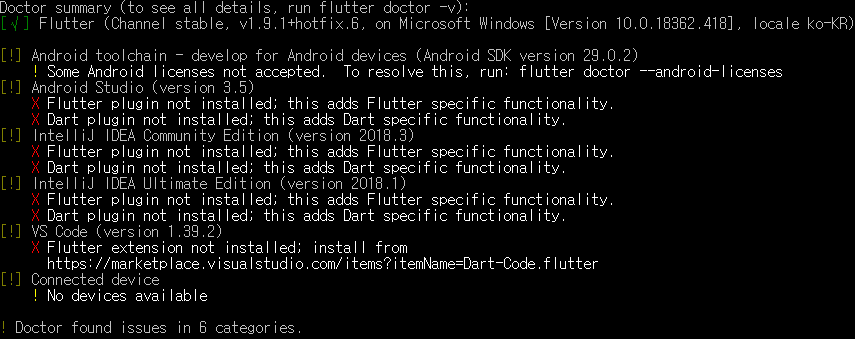 Doctor summary (to see all details, run flutter doctor -v):
[√] Flutter (Channel stable, v1.9.1+hotfix.6, on Microsoft Windows [Version 10.0.18362.418], locale ko-KR)
[!] Android toolchain - develop for Android devices (Android SDK version 29.0.2)
! Some Android licenses not accepted.  To resolve this, run: flutter doctor --android-licenses
[!] Android Studio (version 3.5)
X Flutter plugin not installed; this adds Flutter specific functionality.
X Dart plugin not installed; this adds Dart specific functionality.
[!] IntelliJ IDEA Community Edition (version 2018.3)
X Flutter plugin not installed; this adds Flutter specific functionality.
X Dart plugin not installed; this adds Dart specific functionality.
[!] IntelliJ IDEA Ultimate Edition (version 2018.1)
X Flutter plugin not installed; this adds Flutter specific functionality.
X Dart plugin not installed; this adds Dart specific functionality.
[!] VS Code (version 1.39.2)
X Flutter extension not installed; install from
https://marketplace.visualstudio.com/items?itemName=Dart-Code.flutter
[!] Connected device
! No devices available
! Doctor found issues in 6 categories.